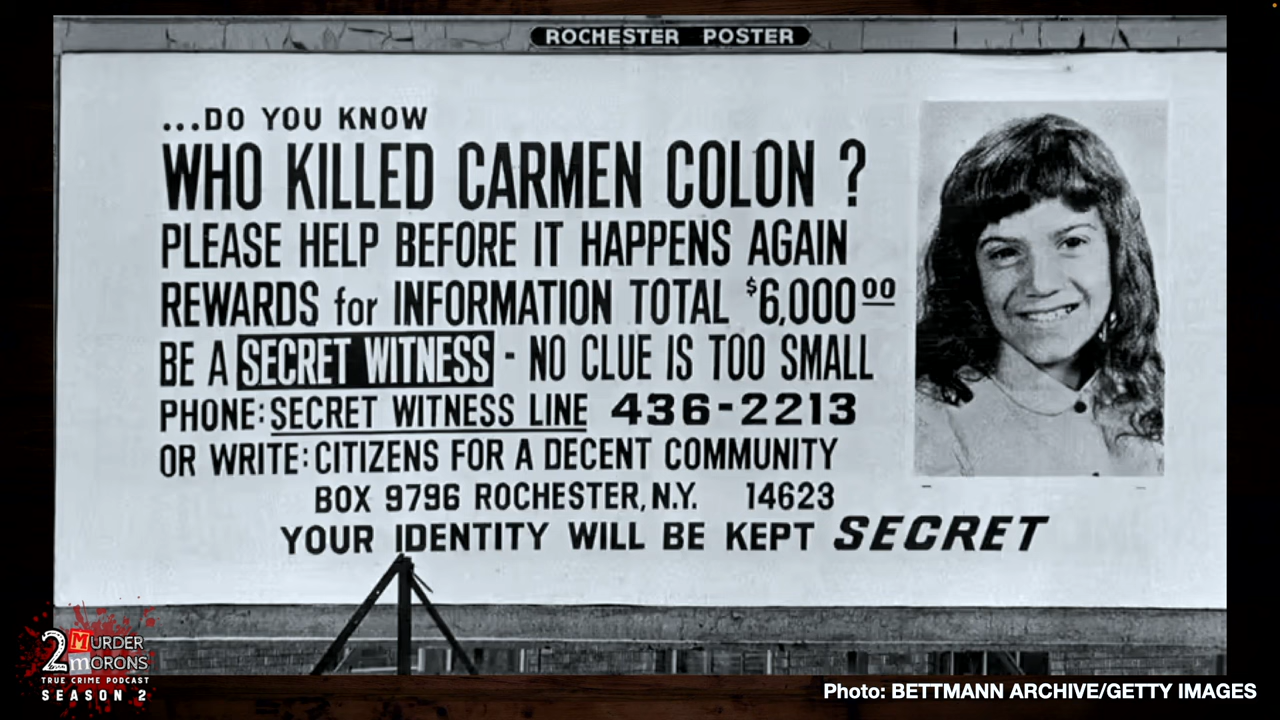 ROCHESTER POSTER
...DO YOU KNOW
WHO KILLED CARMEN COLON ?
PLEASE HELP BEFORE IT HAPPENS AGAIN
REWARDS for INFORMATION TOTAL $6,000 00
BE A SECRET WITNESS - NO CLUE IS TOO SMALL
PHONE: SECRET WITNESS LINE 436-2213
OR WRITE: CITIZENS FOR A DECENT COMMUNITY
BOX 9796 ROCHESTER, N.Y. 14623
YOUR IDENTITY WILL BE KEPT SECRET
2 MURDER
mORONS
TRUE CRIME PODCAST
SEASON 2
Photo: BETTMANN ARCHIVE/GETTY IMAGES